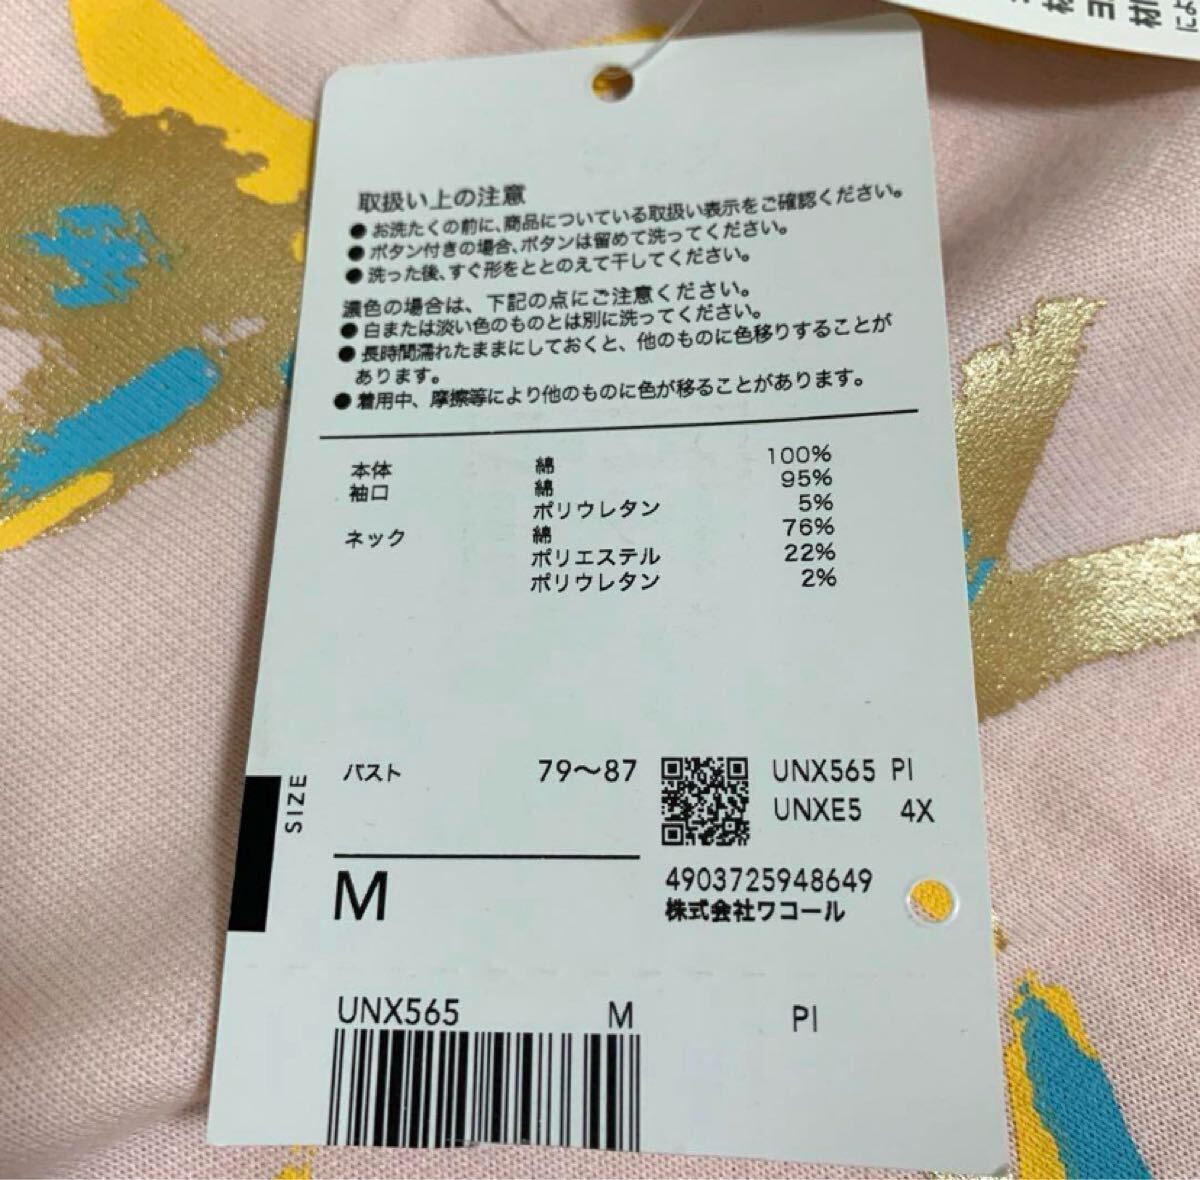 取扱い上の注意
●お洗たくの前に、商品についている取扱い表示をご確認ください。
●ボタン付きの場合、ボタンは留めて洗ってください。
●洗った後、すぐ形をととのえて干してください。
濃色の場合は、下記の点にご注意ください。
●白または淡い色のものとは別に洗ってください。
●長時間濡れたままにしておくと、他のものに色移りすることが
あります。
●着用中、摩擦等により他のものに色が移ることがあります。
本体 綿 100%
袖口 綿 95%
ポリウレタン 5%
ネック 綿 76%
ポリエステル 22%
ポリウレタン 2%
SIZE
バスト 79〜87
M
UNX565 PI
UNXE5 4X
4903725948649
株式会社ワコール
UNX565 M PI